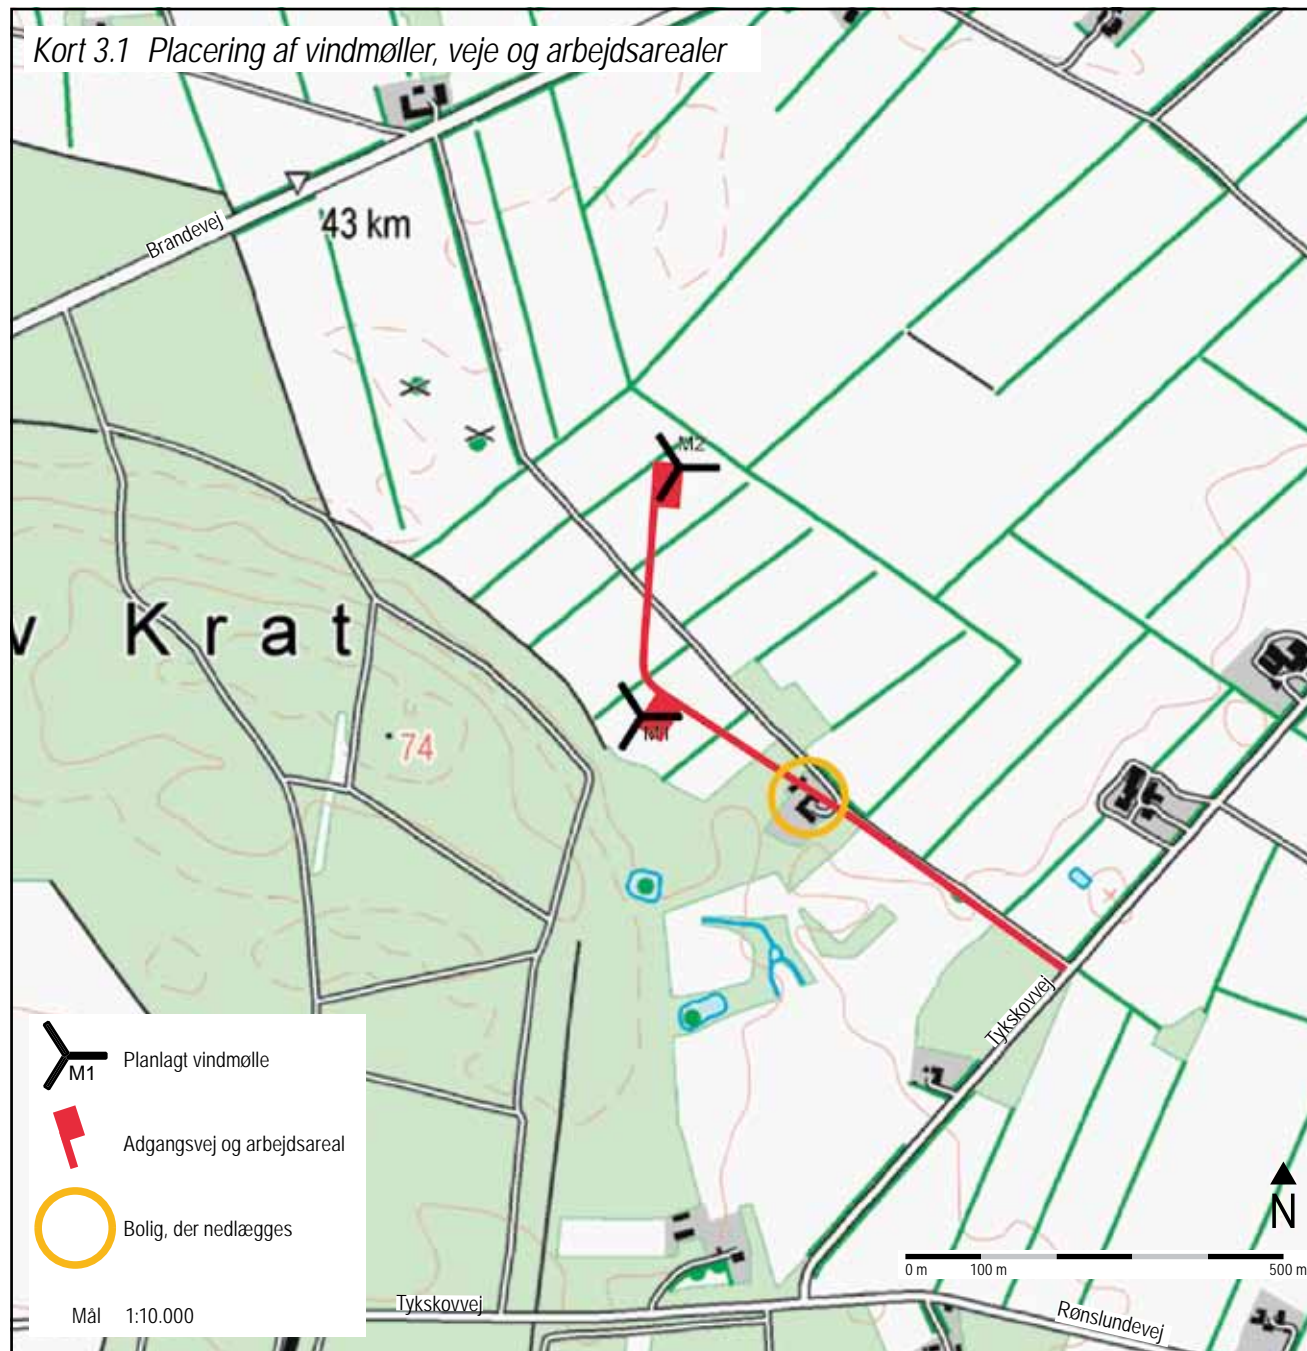 Kort 3.1 Placering af vindmøller, veje og arbejdsarealer
Brandevej
43 km
M2
v Krat
74
M1
Tykskovvej
M1
Planlagt vindmølle
Adgangsvej og arbejdsareal
Bolig, der nedlægges
Mål 1:10.000
N
0 m 100 m 500 m
Tykskovvej
Rønslundevej